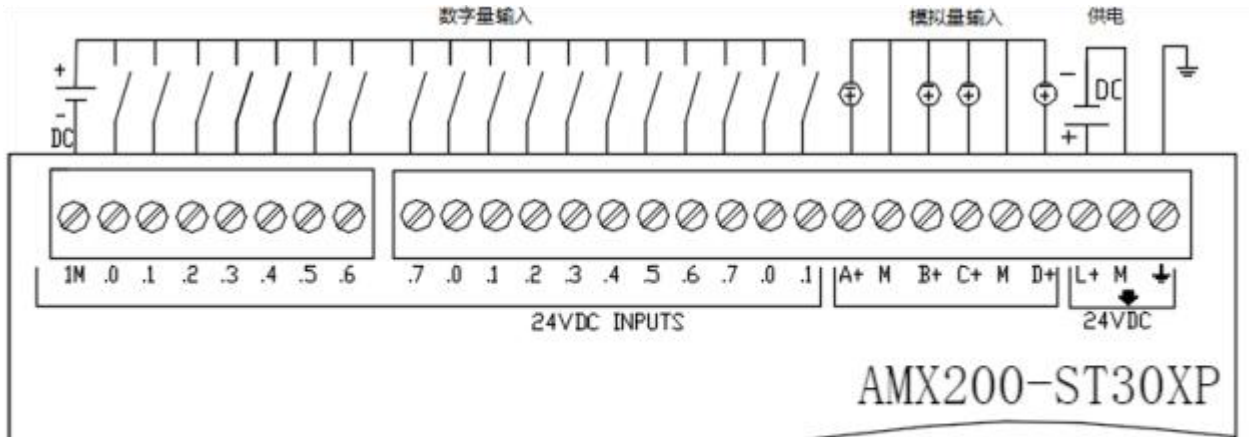 数字量输入 模拟量输入 供电
+ - DC
- DC +
1M .0 .1 .2 .3 .4 .5 .6 .7 .0 .1 .2 .3 .4 .5 .6 .7 .0 .1 A+ M B+ C+ M D+ L+ M
24VDC INPUTS 24VDC
AMX200-ST30XP